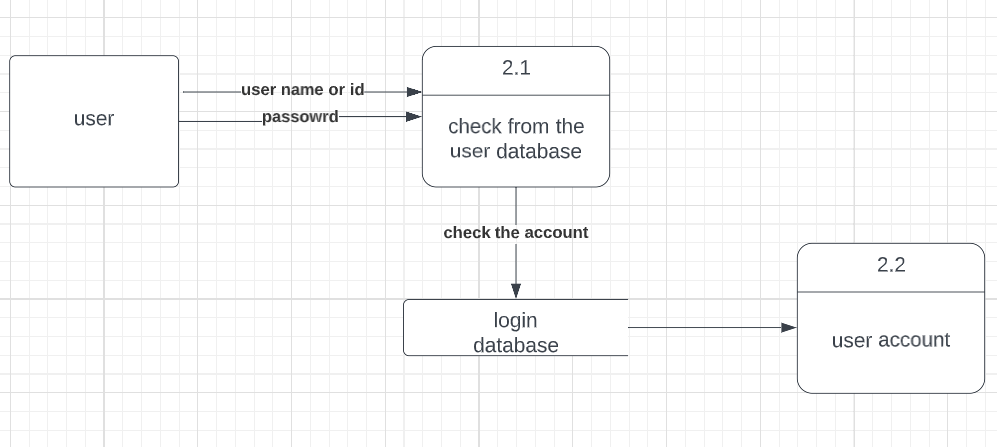 user
user name or id
passowrd
2.1
check from the
user database
check the account
login
database
2.2
user account